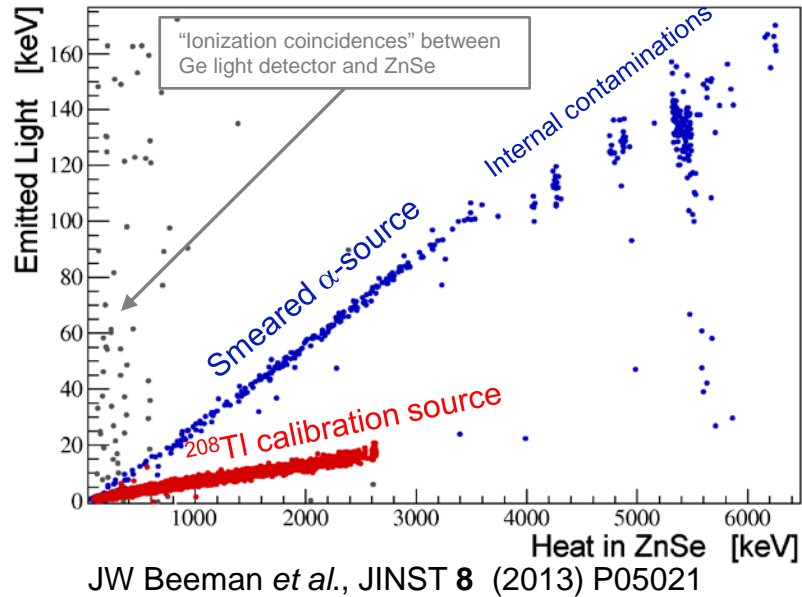 Emitted Light [keV]
160
140
120
100
80
60
40
20
0
"Ionization coincidences" between
Ge light detector and ZnSe
Internal contaminations
Smeared α-source
²⁰⁸Tl calibration source
1000 2000 3000 4000 5000 6000
Heat in ZnSe [keV]
JW Beeman et al., JINST 8 (2013) P05021